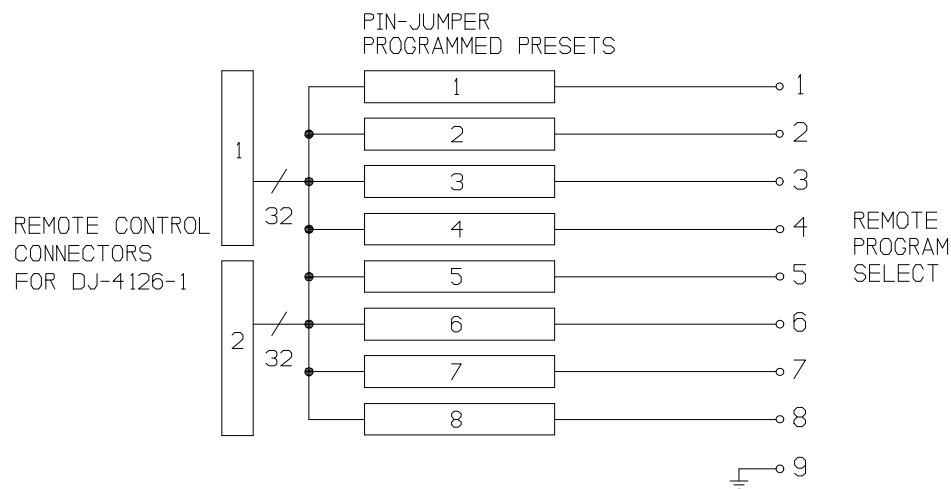 PIN-JUMPER
PROGRAMMED PRESETS
1
1
2
2
1
3
3
32
REMOTE CONTROL
CONNECTORS
FOR DJ-4126-1
4
4
REMOTE
PROGRAM
SELECT
5
5
2
32
6
6
7
7
8
8
9